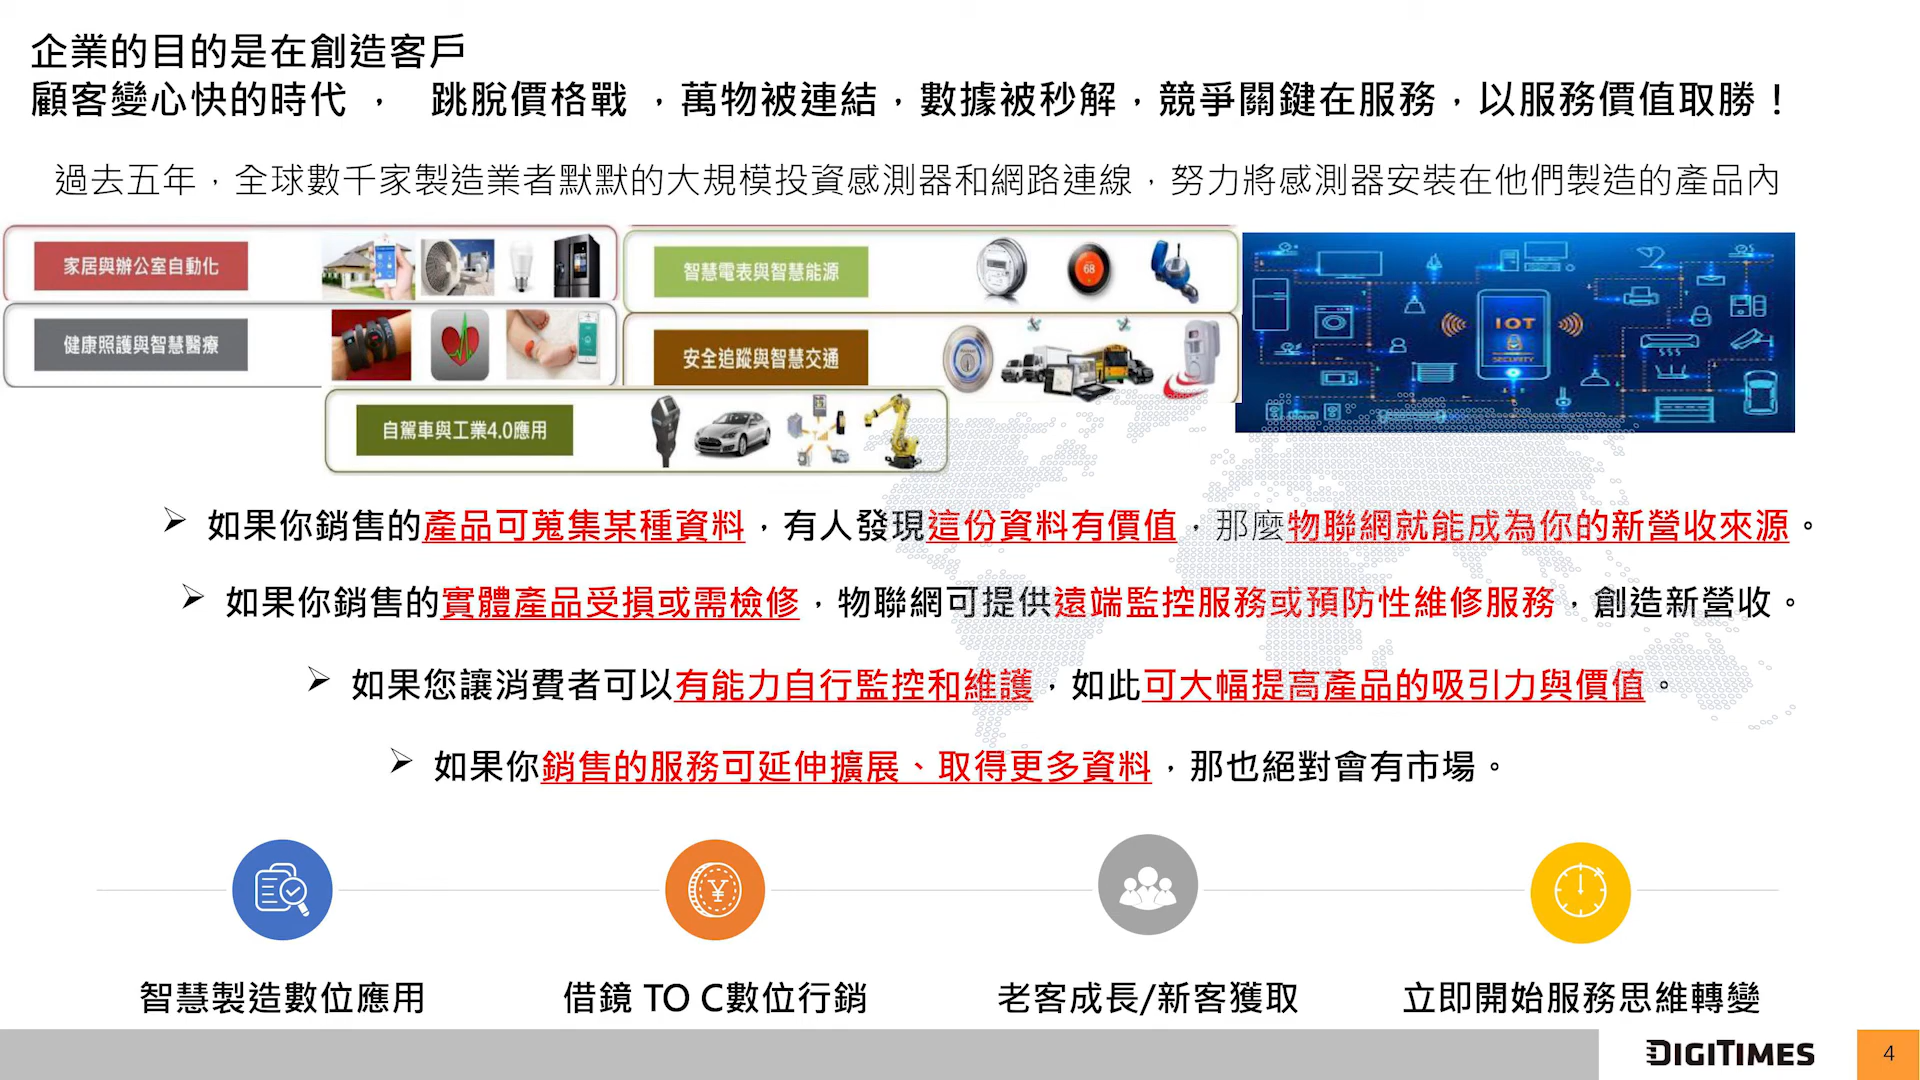 企業的目的是在創造客戶
顧客變心快的時代 ， 跳脫價格戰 ，萬物被連結，數據被秒解，競爭關鍵在服務，以服務價值取勝！
過去五年，全球數千家製造業者默默的大規模投資感測器和網路連線，努力將感測器安裝在他們製造的產品內
家居與辦公室自動化
智慧電表與智慧能源
68
健康照護與智慧醫療
安全追蹤與智慧交通
IOT
SECURITY
自駕車與工業4.0應用
➢ 如果你銷售的產品可蒐集某種資料，有人發現這份資料有價值，那麼物聯網就能成為你的新營收來源。
➢ 如果你銷售的實體產品受損或需檢修，物聯網可提供遠端監控服務或預防性維修服務，創造新營收。
➢ 如果您讓消費者可以有能力自行監控和維護，如此可大幅提高產品的吸引力與價值。
➢ 如果你銷售的服務可延伸擴展、取得更多資料，那也絕對會有市場。
智慧製造數位應用
借鏡 TO C數位行銷
老客成長/新客獲取
立即開始服務思維轉變
DIGITIMES
4